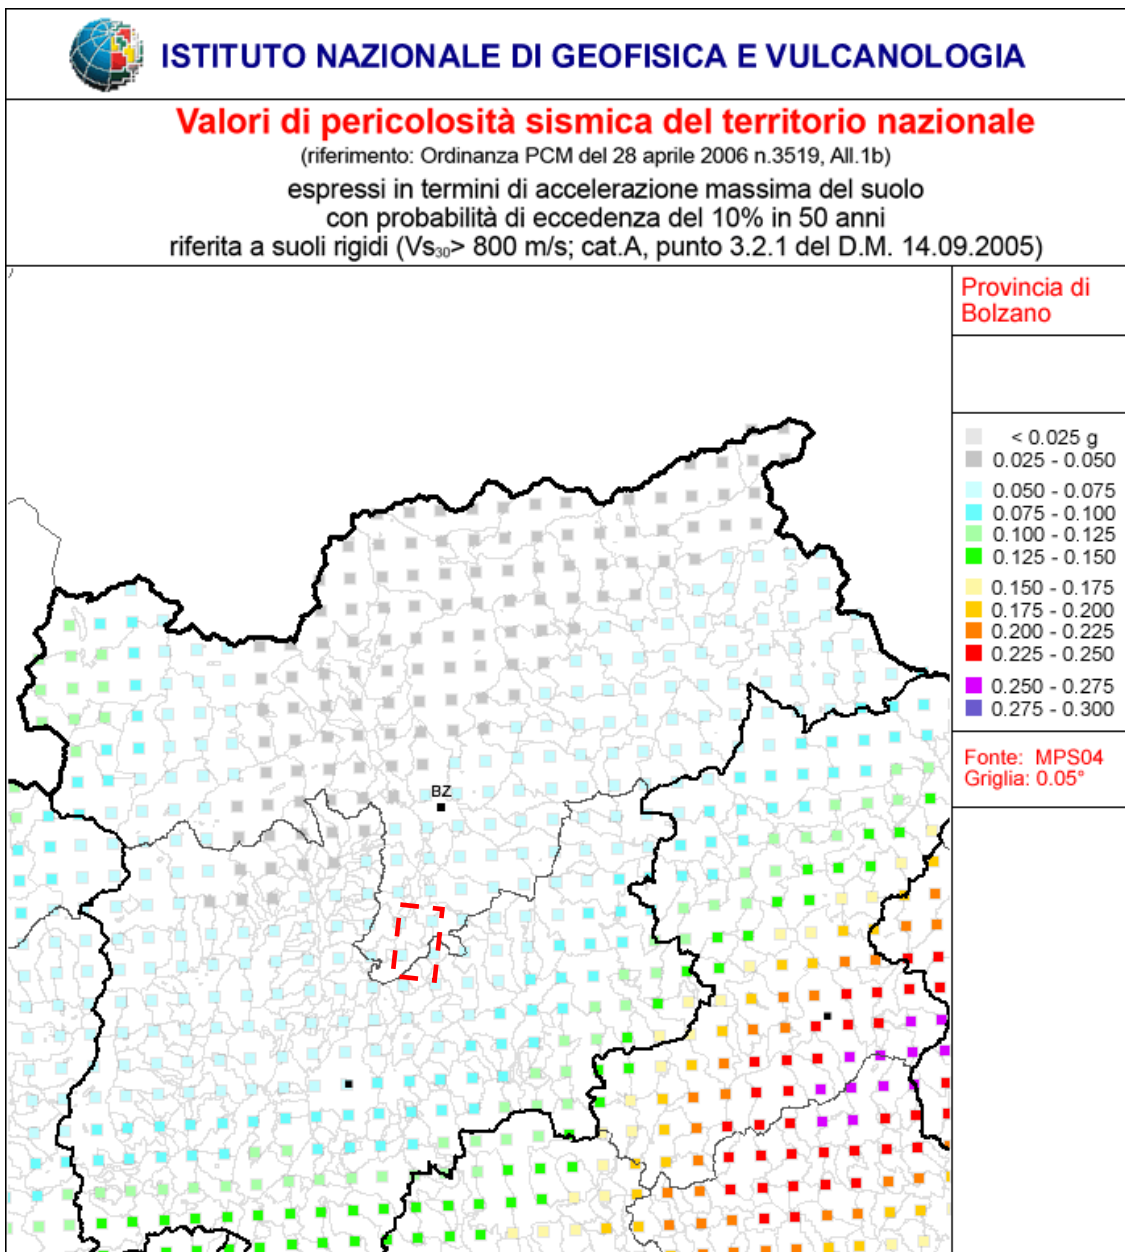 ISTITUTO NAZIONALE DI GEOFISICA E VULCANOLOGIA
Valori di pericolosità sismica del territorio nazionale
(riferimento: Ordinanza PCM del 28 aprile 2006 n.3519, All.1b)
espressi in termini di accelerazione massima del suolo
con probabilità di eccedenza del 10% in 50 anni
riferita a suoli rigidi (Vs₃₀> 800 m/s; cat.A, punto 3.2.1 del D.M. 14.09.2005)
Provincia di
Bolzano
< 0.025 g
0.025 - 0.050
0.050 - 0.075
0.075 - 0.100
0.100 - 0.125
0.125 - 0.150
0.150 - 0.175
0.175 - 0.200
0.200 - 0.225
0.225 - 0.250
0.250 - 0.275
0.275 - 0.300
Fonte: MPS04
Griglia: 0.05°
BZ